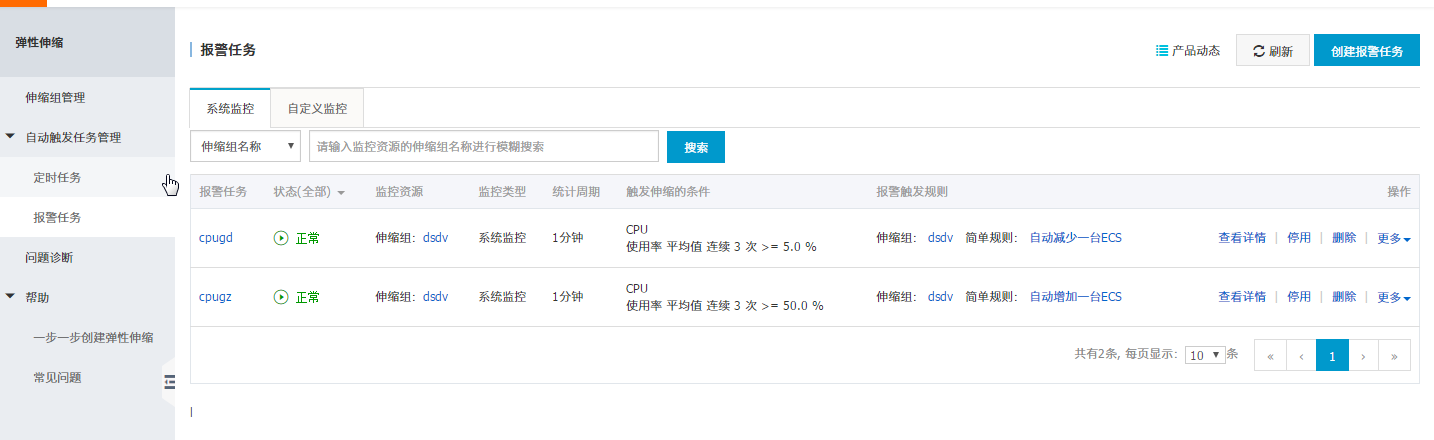 弹性伸缩
伸缩组管理
自动触发任务管理
定时任务
报警任务
问题诊断
帮助
一步一步创建弹性伸缩
常见问题
报警任务
产品动态 刷新 创建报警任务
系统监控 自定义监控
伸缩组名称 请输入监控资源的伸缩组名称进行模糊搜索 搜索
报警任务 状态(全部) 监控资源 监控类型 统计周期 触发伸缩的条件 报警触发规则 操作
cpugd 正常 伸缩组: dsdv 系统监控 1分钟 CPU
使用率 平均值 连续 3 次 >= 5.0 % 伸缩组: dsdv 简单规则: 自动减少一台ECS 查看详情 | 停用 | 删除 | 更多
cpugz 正常 伸缩组: dsdv 系统监控 1分钟 CPU
使用率 平均值 连续 3 次 >= 50.0 % 伸缩组: dsdv 简单规则: 自动增加一台ECS 查看详情 | 停用 | 删除 | 更多
共有2条, 每页显示: 10 条 « ‹ 1 › »